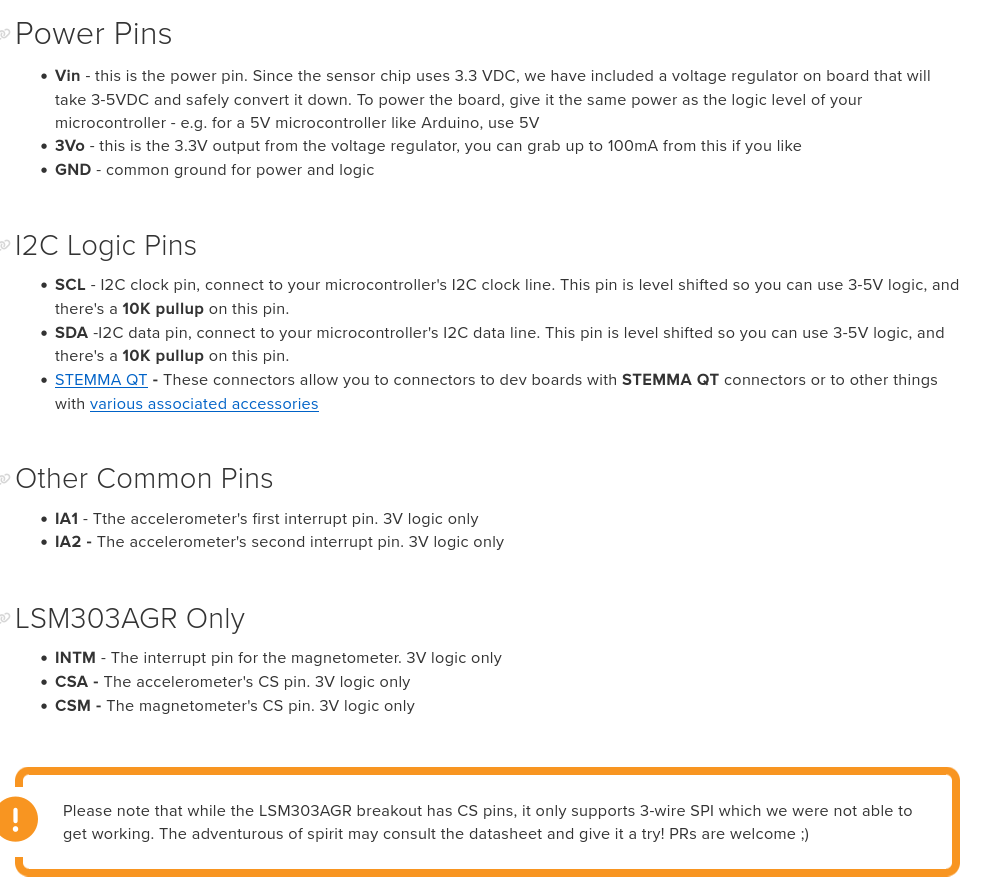 Power Pins
• Vin - this is the power pin. Since the sensor chip uses 3.3 VDC, we have included a voltage regulator on board that will
take 3-5VDC and safely convert it down. To power the board, give it the same power as the logic level of your
microcontroller - e.g. for a 5V microcontroller like Arduino, use 5V
• 3Vo - this is the 3.3V output from the voltage regulator, you can grab up to 100mA from this if you like
• GND - common ground for power and logic
I2C Logic Pins
• SCL - I2C clock pin, connect to your microcontroller's I2C clock line. This pin is level shifted so you can use 3-5V logic, and
there's a 10K pullup on this pin.
• SDA -I2C data pin, connect to your microcontroller's I2C data line. This pin is level shifted so you can use 3-5V logic, and
there's a 10K pullup on this pin.
• STEMMA QT - These connectors allow you to connectors to dev boards with STEMMA QT connectors or to other things
with various associated accessories
Other Common Pins
• IA1 - Tthe accelerometer's first interrupt pin. 3V logic only
• IA2 - The accelerometer's second interrupt pin. 3V logic only
LSM303AGR Only
• INTM - The interrupt pin for the magnetometer. 3V logic only
• CSA - The accelerometer's CS pin. 3V logic only
• CSM - The magnetometer's CS pin. 3V logic only
Please note that while the LSM303AGR breakout has CS pins, it only supports 3-wire SPI which we were not able to
get working. The adventurous of spirit may consult the datasheet and give it a try! PRs are welcome ;)